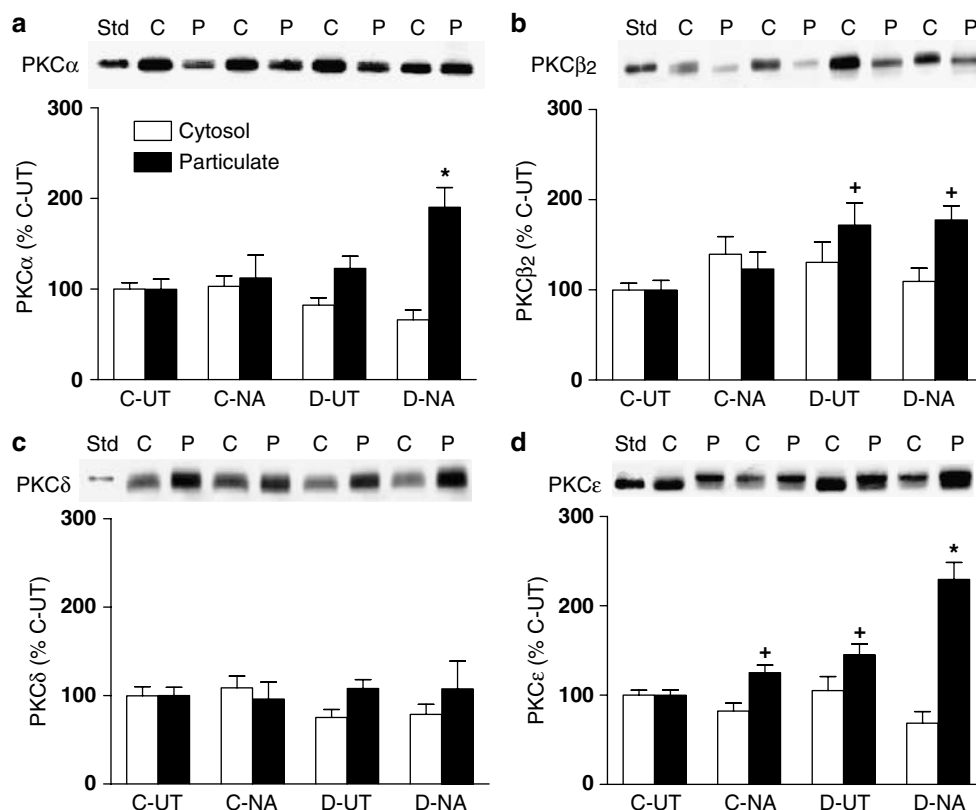 a
Std C P C P C P C P
PKCα
300
200
100
0
PKCα (% C-UT)
Cytosol
Particulate
*
C-UT C-NA D-UT D-NA
b
Std C P C P C P C P
PKCβ2
300
200
100
0
PKCβ2 (% C-UT)
+ +
C-UT C-NA D-UT D-NA
c
Std C P C P C P C P
PKCδ
300
200
100
0
PKCδ (% C-UT)
C-UT C-NA D-UT D-NA
d
Std C P C P C P C P
PKCε
300
200
100
0
PKCε (% C-UT)
+ + *
C-UT C-NA D-UT D-NA